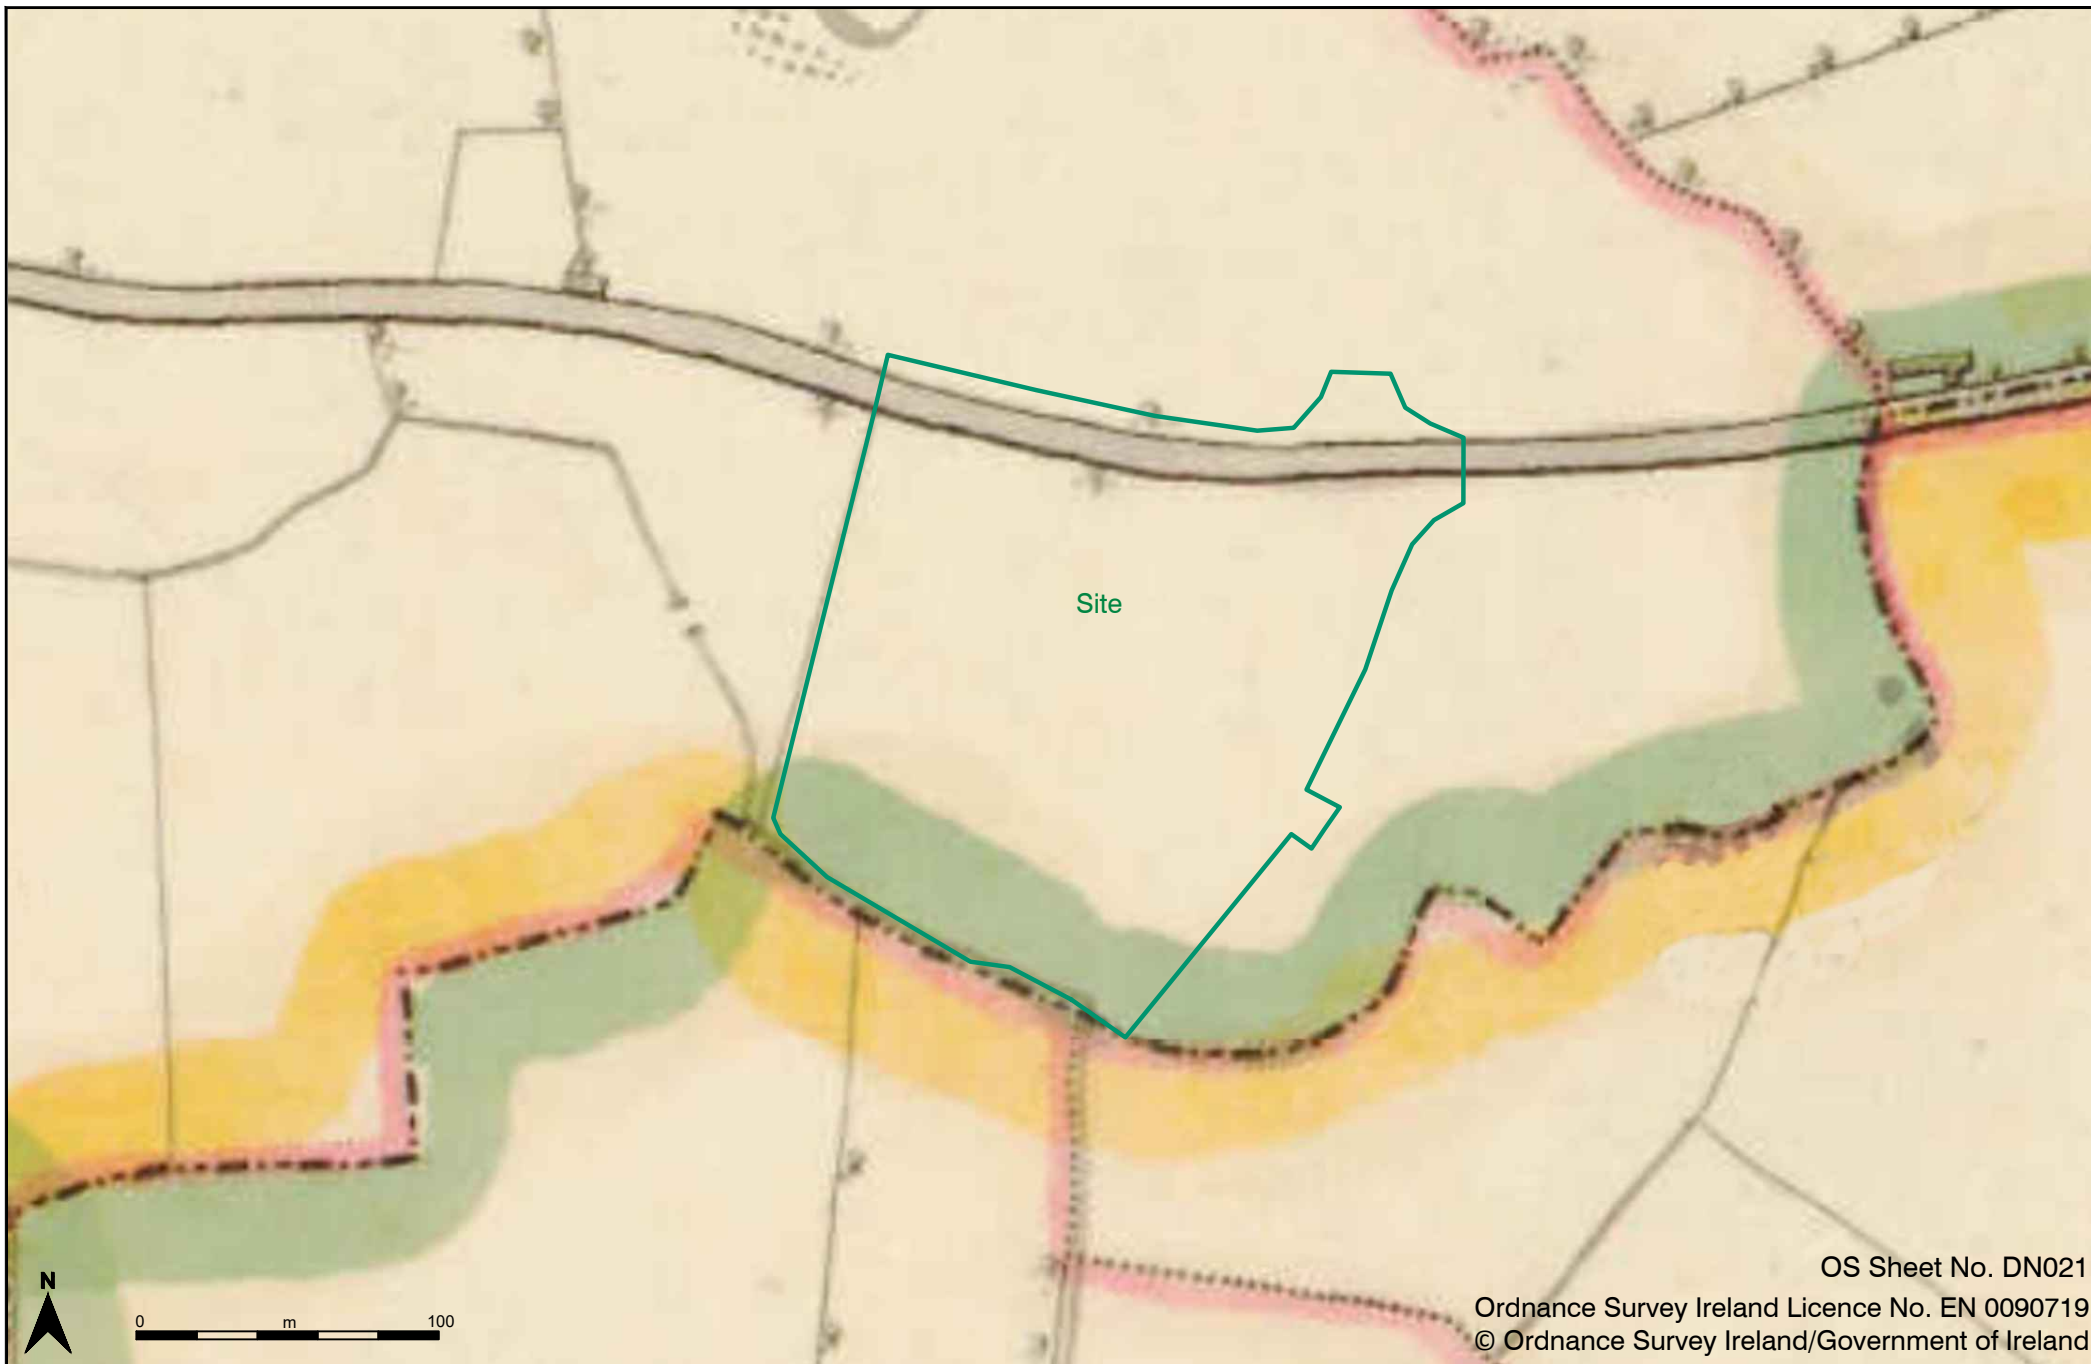 Site
N
0 m 100
OS Sheet No. DN021
Ordnance Survey Ireland Licence No. EN 0090719
© Ordnance Survey Ireland/Government of Ireland